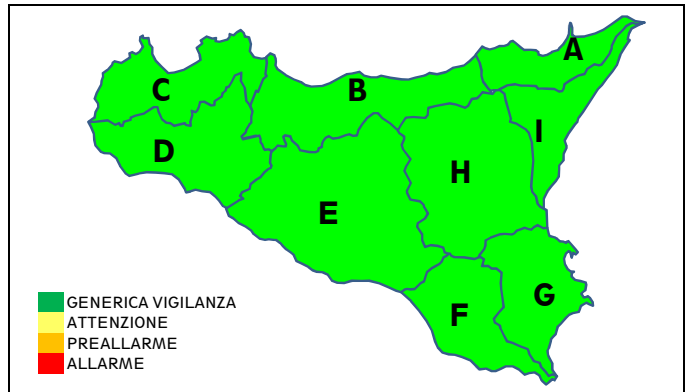 A
C
B
I
D
H
E
G
F
GENERICA VIGILANZA
ATTENZIONE
PREALLARME
ALLARME